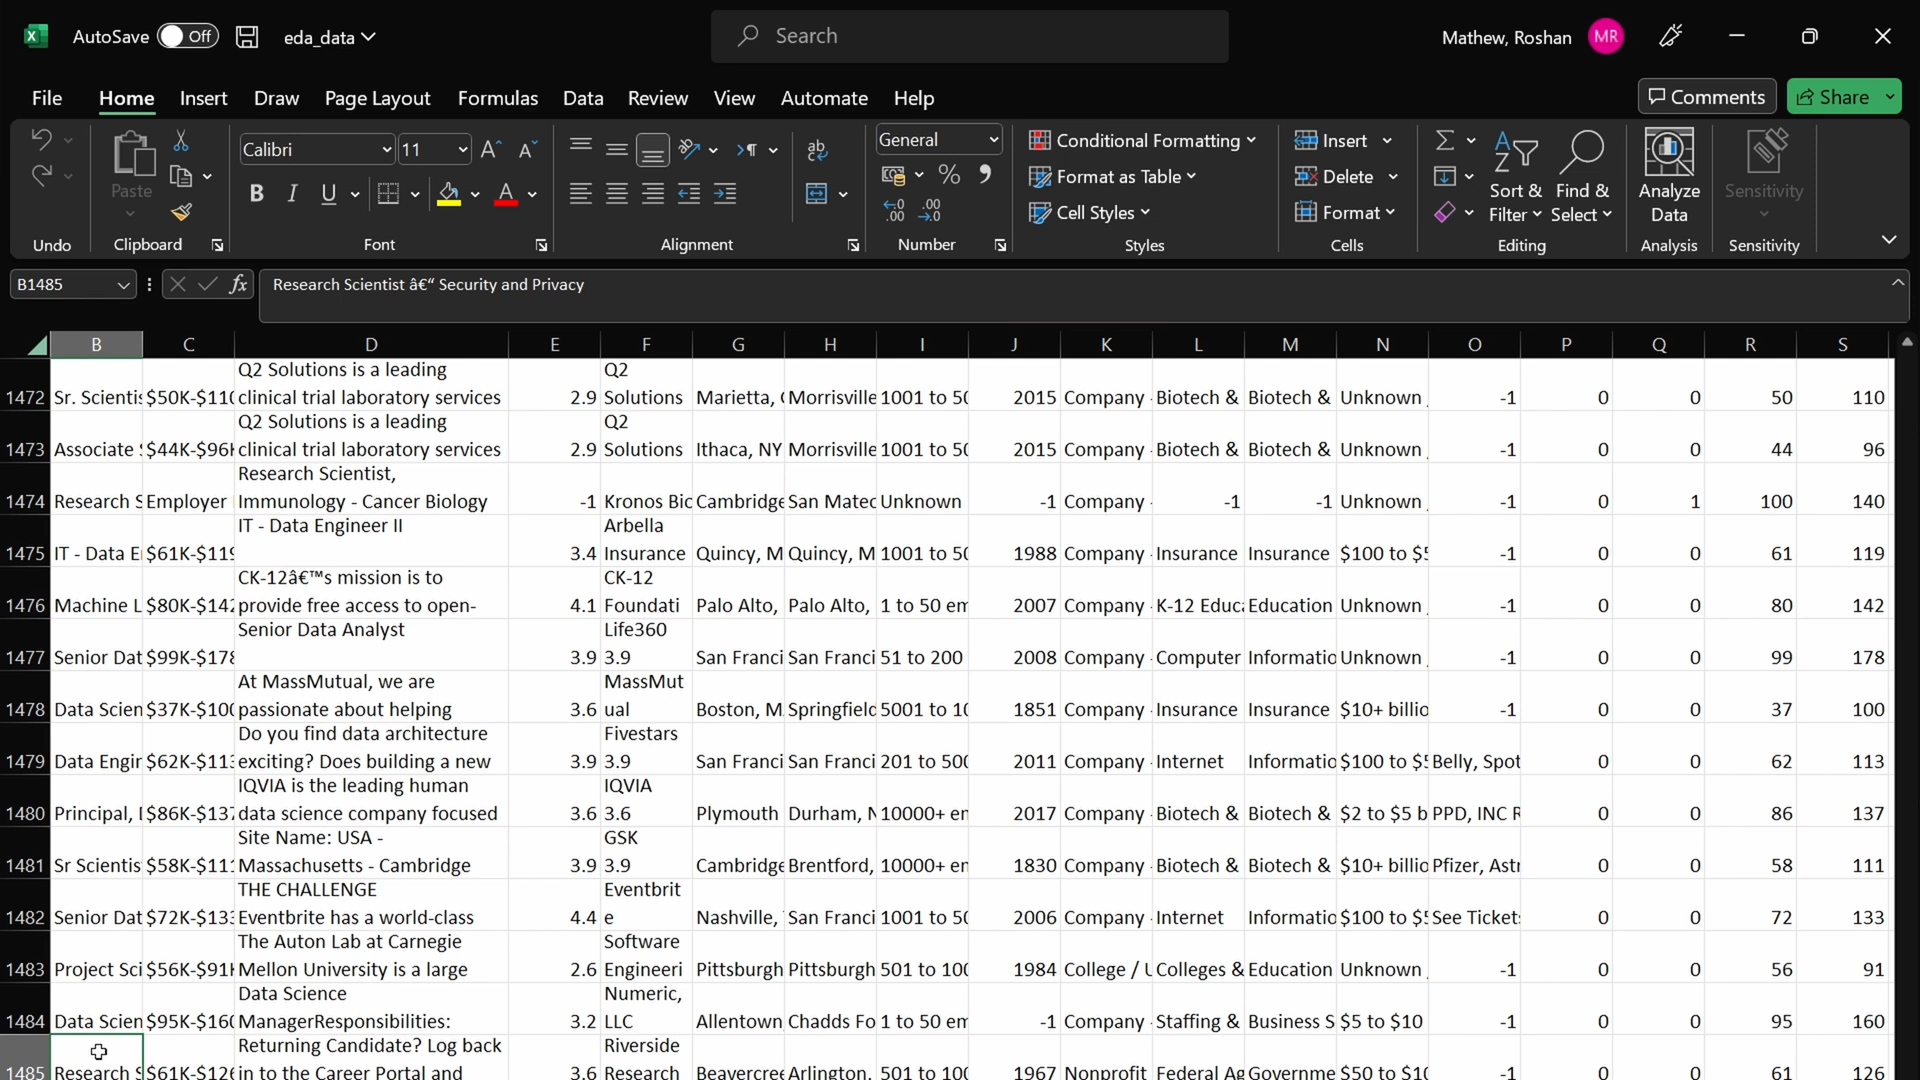 AutoSave Off eda_data Search Mathew, Roshan MR
File Home Insert Draw Page Layout Formulas Data Review View Automate Help Comments Share
Paste Calibri 11 B I U A General Conditional Formatting Format as Table Cell Styles Insert Delete Format Sort & Filter Find & Select Analyze Data Sensitivity
Undo Clipboard Font Alignment Number Styles Cells Editing Analysis Sensitivity
B1485 fx Research Scientist â€“ Security and Privacy
B C D E F G H I J K L M N O P Q R S
Q2 Solutions is a leading Q2
1472 Sr. Scientis $50K-$110 clinical trial laboratory services 2.9 Solutions Marietta, Morrisville 1001 to 50 2015 Company Biotech & Biotech & Unknown -1 0 0 50 110
Q2 Solutions is a leading Q2
1473 Associate $44K-$96K clinical trial laboratory services 2.9 Solutions Ithaca, NY Morrisville 1001 to 50 2015 Company Biotech & Biotech & Unknown -1 0 0 44 96
Research Scientist,
1474 Research S Employer Immunology - Cancer Biology -1 Kronos Bio Cambridge San Mateo Unknown -1 Company -1 -1 Unknown -1 0 1 100 140
IT - Data Engineer II Arbella
1475 IT - Data E $61K-$119 3.4 Insurance Quincy, M Quincy, M 1001 to 50 1988 Company Insurance Insurance $100 to $5 -1 0 0 61 119
CK-12â€™s mission is to CK-12
1476 Machine L $80K-$142 provide free access to open- 4.1 Foundati Palo Alto, Palo Alto, 1 to 50 em 2007 Company K-12 Educa Education Unknown -1 0 0 80 142
Senior Data Analyst Life360
1477 Senior Dat $99K-$178 3.9 3.9 San Franci San Franci 51 to 200 2008 Company Computer Informatio Unknown -1 0 0 99 178
At MassMutual, we are MassMut
1478 Data Scien $37K-$100 passionate about helping 3.6 ual Boston, M Springfield 5001 to 10 1851 Company Insurance Insurance $10+ billio -1 0 0 37 100
Do you find data architecture Fivestars
1479 Data Engin $62K-$113 exciting? Does building a new 3.9 3.9 San Franci San Franci 201 to 500 2011 Company Internet Informatio $100 to $5 Belly, Spot 0 0 62 113
IQVIA is the leading human IQVIA
1480 Principal, $86K-$137 data science company focused 3.6 3.6 Plymouth Durham, N 10000+ em 2017 Company Biotech & Biotech & $2 to $5 b PPD, INC R 0 0 86 137
Site Name: USA - GSK
1481 Sr Scientis $58K-$111 Massachusetts - Cambridge 3.9 3.9 Cambridge Brentford, 10000+ em 1830 Company Biotech & Biotech & $10+ billio Pfizer, Astr 0 0 58 111
THE CHALLENGE Eventbrit
1482 Senior Dat $72K-$133 Eventbrite has a world-class 4.4 e Nashville, San Franci 1001 to 50 2006 Company Internet Informatio $100 to $5 See Tickets 0 0 72 133
The Auton Lab at Carnegie Software
1483 Project Sci $56K-$91K Mellon University is a large 2.6 Engineeri Pittsburgh Pittsburgh 501 to 100 1984 College / U Colleges & Education Unknown -1 0 0 56 91
Data Science Numeric,
1484 Data Scien $95K-$160 ManagerResponsibilities: 3.2 LLC Allentown Chadds Fo 1 to 50 em -1 Company Staffing & Business S $5 to $10 -1 0 0 95 160
Returning Candidate? Log back Riverside
1485 Research S $61K-$126 in to the Career Portal and 3.6 Research Beavercree Arlington, 501 to 100 1967 Nonprofit Federal Ag Governme $50 to $10 -1 0 0 61 126